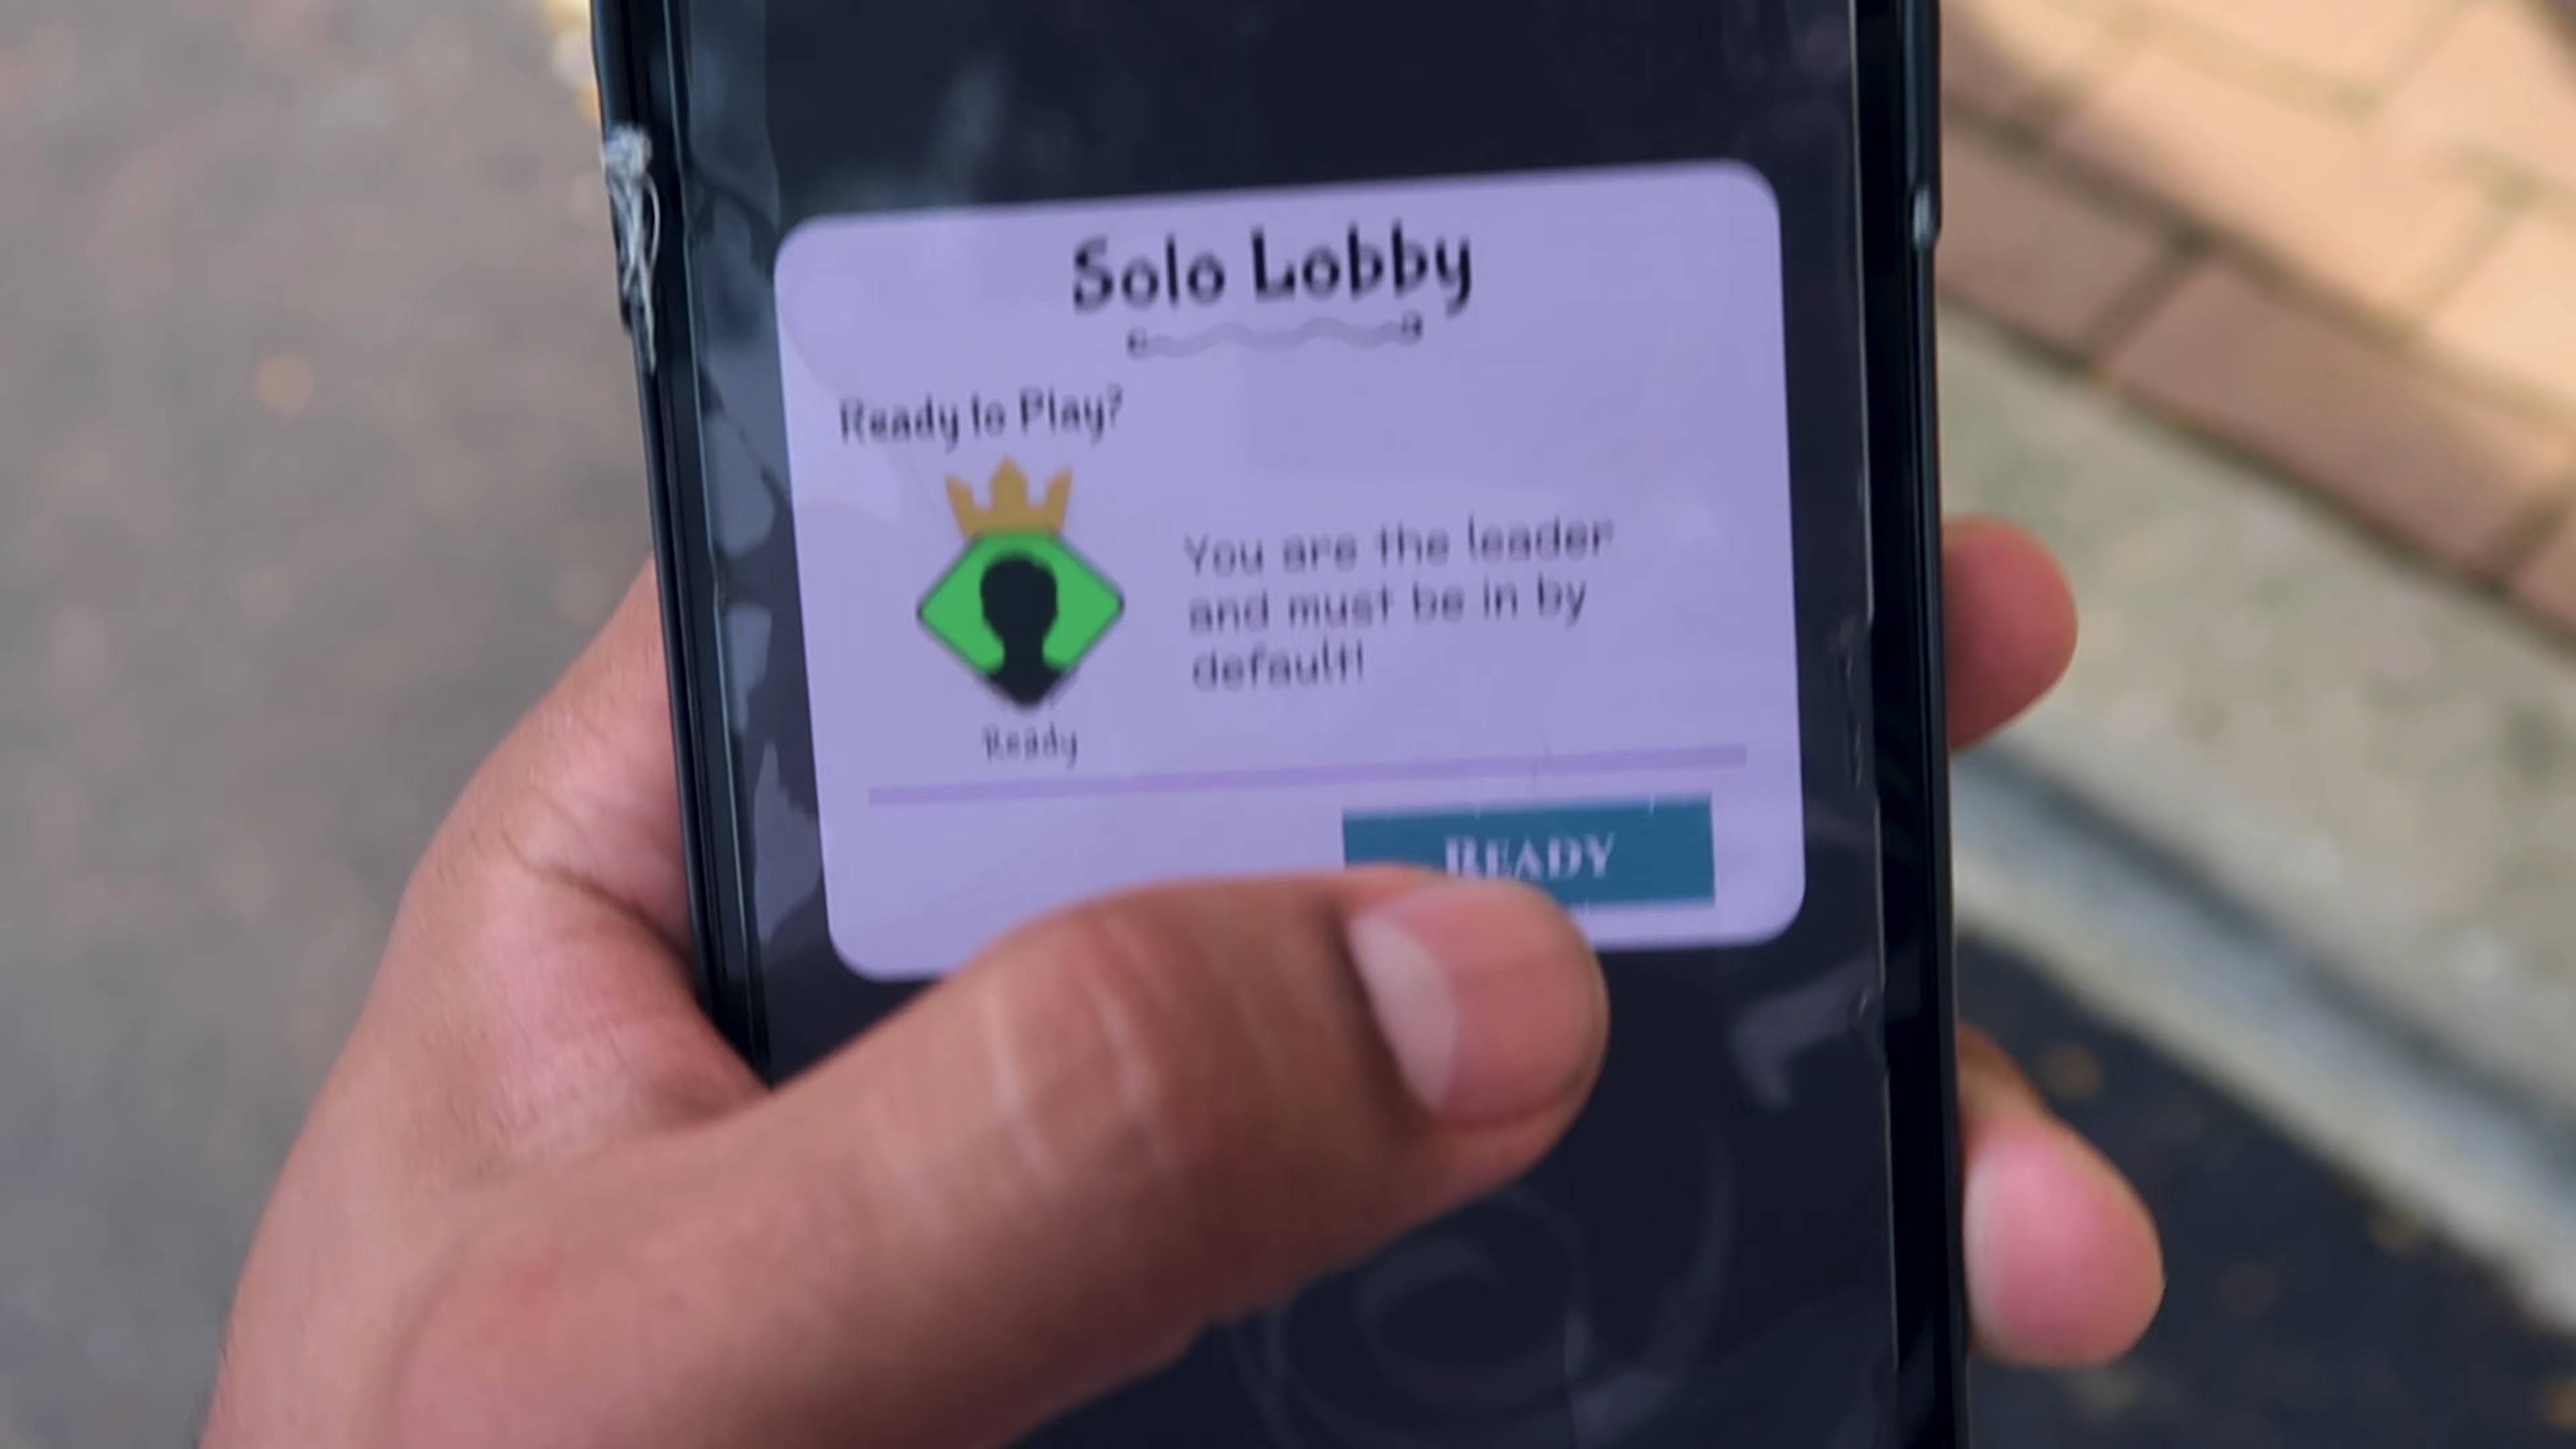 Solo Lobby
Ready to Play?
You are the leader
and must be in by
default!
Ready
READY